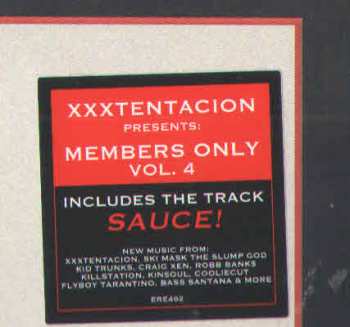 XXXTENTACION
PRESENTS:
MEMBERS ONLY
VOL. 4
INCLUDES THE TRACK
SAUCE!
NEW MUSIC FROM:
XXXTENTACION, SKI MASK THE SLUMP GOD
KID TRUNKS, CRAIG XEN, ROBB BANKS
KILLSTATION, KINSOUL, COOLIECUT
FLYBOY TARANTINO, BASS SANTANA & MORE
ERE492